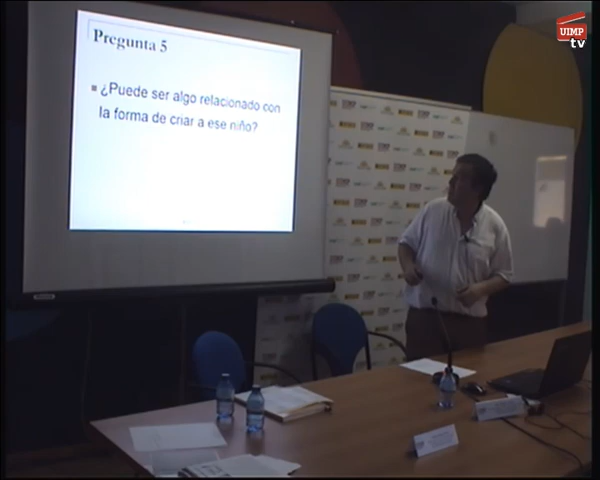 Pregunta 5
¿Puede ser algo relacionado con
la forma de criar a ese niño?
UIMP
tv